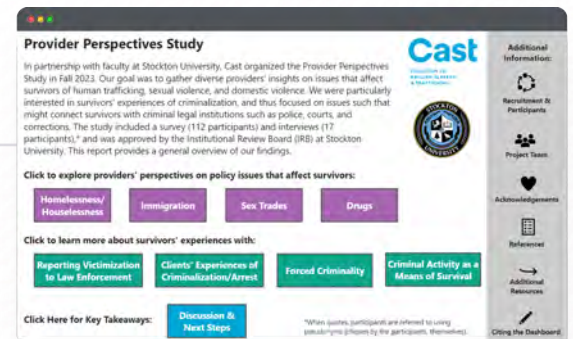 Provider Perspectives Study
In partnership with faculty at Stockton University, Cast organized the Provider Perspectives
Study in Fall 2023. Our goal was to gather diverse providers' insights on issues that affect
survivors of human trafficking, sexual violence, and domestic violence. We were particularly
interested in survivors' experiences of criminalization, and thus focused on issues such that
might connect survivors with criminal legal institutions such as police, courts, and
corrections. The study included a survey (112 participants) and interviews (17
participants),* and was approved by the Institutional Review Board (IRB) at Stockton
University. This report provides a general overview of our findings.
Cast
STOCKTON
UNIVERSITY
Click to explore providers' perspectives on policy issues that affect survivors:
Homelessness/
Houselessness
Immigration
Sex Trades
Drugs
Click to learn more about survivors' experiences with:
Reporting Victimization
to Law Enforcement
Clients' Experiences of
Criminalization/Arrest
Forced Criminality
Criminal Activity as a
Means of Survival
Click Here for Key Takeaways:
Discussion &
Next Steps
*When quotes, participants are referred to using
pseudonyms (chosen by the participants, themselves).
Additional
Information:
Recruitment &
Participants
Project Team
Acknowledgements
References
Additional
Resources
Citing the Dashboard